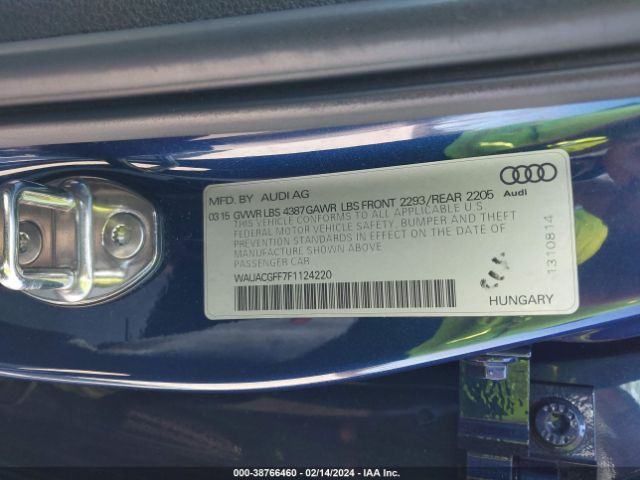 MFD. BY AUDI AG
03 15 GVWR LBS 4387 GAWR LBS FRONT 2293/REAR 2205
THIS VEHICLE CONFORMS TO ALL APPLICABLE U.S.
FEDERAL MOTOR VEHICLE SAFETY, BUMPER AND THEFT
PREVENTION STANDARDS IN EFFECT ON THE DATE OF
MANUFACTURE SHOWN ABOVE
PASSENGER CAR
WAUACGFF7F1124220
Audi
1310814
HUNGARY
000-38766460 - 02/14/2024 - IAA Inc.